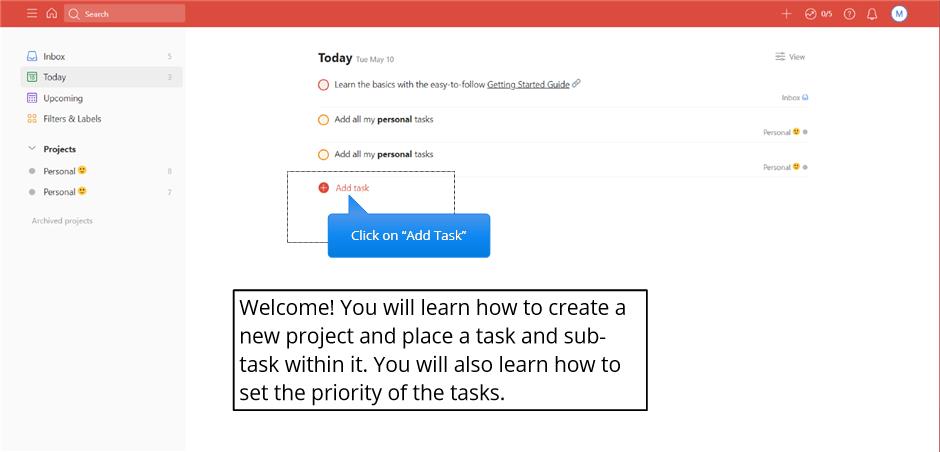 Search
0/5
M
Inbox 5
Today 3
Upcoming
Filters & Labels
Projects
Personal 🙂 8
Personal 🙂 7
Archived projects
Today Tue May 10
View
Learn the basics with the easy-to-follow Getting Started Guide
Inbox
Add all my personal tasks
Personal 🙂
Add all my personal tasks
Personal 🙂
Add task
Click on “Add Task”
Welcome! You will learn how to create a
new project and place a task and sub-
task within it. You will also learn how to
set the priority of the tasks.